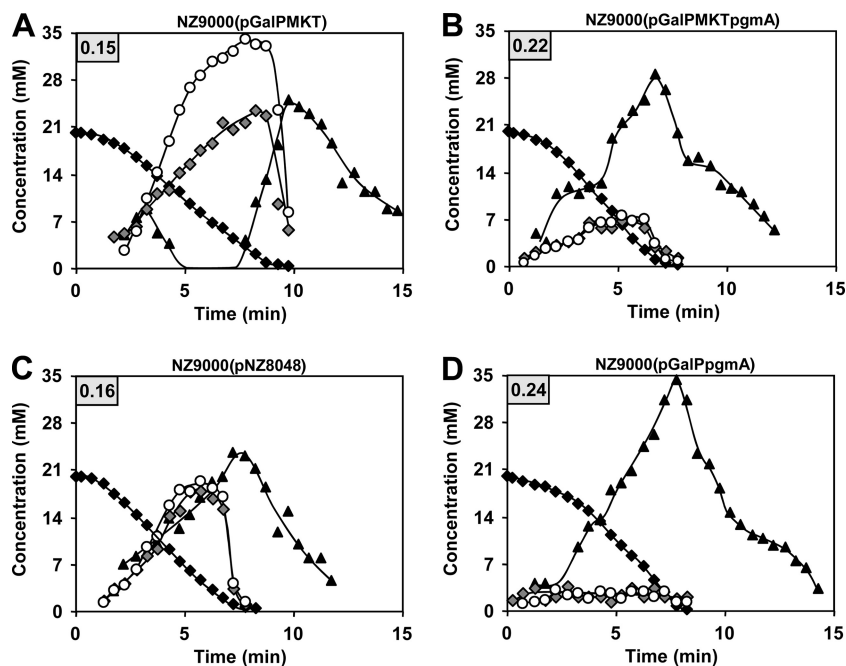 A
NZ9000(pGalPMKT)
0.15
Concentration (mM)
35
28
21
14
7
0
0
5
10
15
Time (min)
B
NZ9000(pGalPMKTpgmA)
0.22
Concentration (mM)
35
28
21
14
7
0
0
5
10
15
Time (min)
C
NZ9000(pNZ8048)
0.16
Concentration (mM)
35
28
21
14
7
0
0
5
10
15
Time (min)
D
NZ9000(pGalPpgmA)
0.24
Concentration (mM)
35
28
21
14
7
0
0
5
10
15
Time (min)